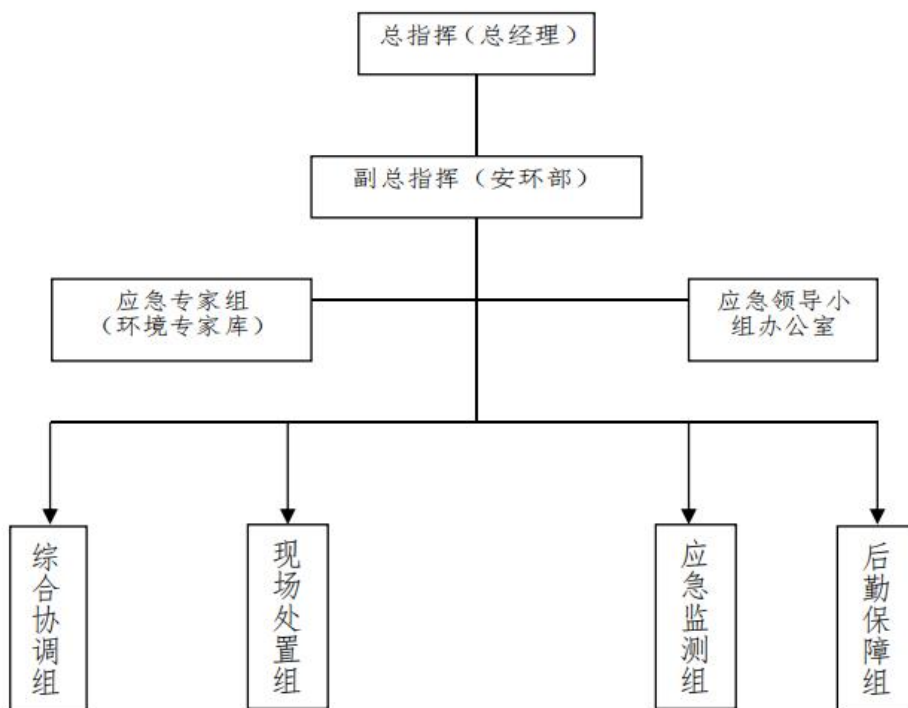 总指挥（总经理）
副总指挥（安环部）
应急专家组
（环境专家库）
应急领导小
组办公室
综合协调组
现场处置组
应急监测组
后勤保障组